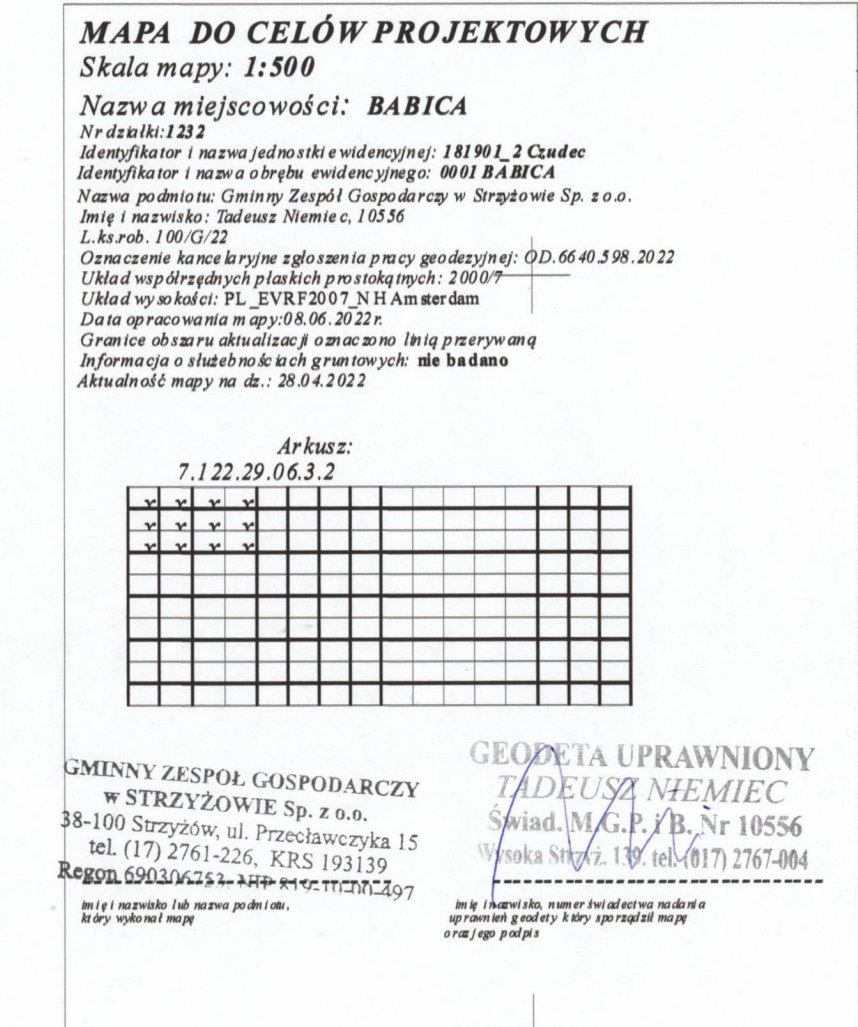 MAPA DO CELÓW PROJEKTOWYCH
Skala mapy: 1:500
Nazwa miejscowości: BABICA
Nr działki:1232
Identyfikator i nazwa jednostki ewidencyjnej: 181901_2 Czudec
Identyfikator i nazwa obrębu ewidencyjnego: 0001 BABICA
Nazwa podmiotu: Gminny Zespół Gospodarczy w Strzyżowie Sp. z o.o.
Imię i nazwisko: Tadeusz Niemiec, 10556
L.ks.rob. 100/G/22
Oznaczenie kancelaryjne zgłoszenia pracy geodezyjnej: OD.6640.598.2022
Układ współrzędnych płaskich prostokątnych: 2000/7
Układ wysokości: PL_EVRF2007_NH Amsterdam
Data opracowania mapy:08.06.2022r.
Granice obszaru aktualizacji oznaczono linią przerywaną
Informacja o służebnościach gruntowych: nie badano
Aktualność mapy na dz.: 28.04.2022
Arkusz:
7.122.29.06.3.2
v v v v
v v v v
v v v v
GMINNY ZESPÓŁ GOSPODARCZY
w STRZYŻOWIE Sp. z o.o.
38-100 Strzyżów, ul. Przecławczyka 15
tel. (17) 2761-226, KRS 193139
Regon 690306753, NIP 819-10-00-497
imię i nazwisko lub nazwa podmiotu,
który wykonał mapę
GEODETA UPRAWNIONY
TADEUSZ NIEMIEC
Świad. M.G.P. i B. Nr 10556
Wysoka Strzyż. 139. tel. (017) 2767-004
imię i nazwisko, numer świadectwa nadania
uprawnień geodety który sporządził mapę
oraz jego podpis